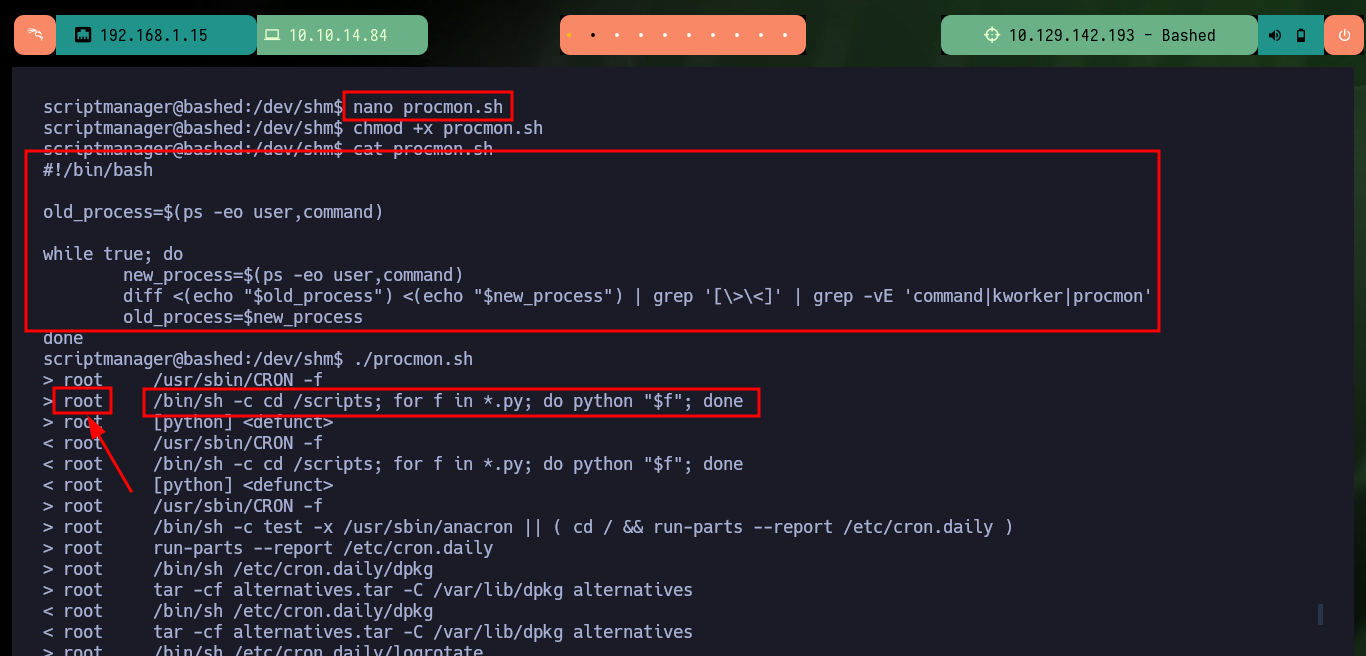 192.168.1.15 10.10.14.84 10.129.142.193 - Bashed
scriptmanager@bashed:/dev/shm$ nano procmon.sh
scriptmanager@bashed:/dev/shm$ chmod +x procmon.sh
scriptmanager@bashed:/dev/shm$ cat procmon.sh
#!/bin/bash
old_process=$(ps -eo user,command)
while true; do
        new_process=$(ps -eo user,command)
        diff <(echo "$old_process") <(echo "$new_process") | grep '[\>\<]' | grep -vE 'command|kworker|procmon'
        old_process=$new_process
done
scriptmanager@bashed:/dev/shm$ ./procmon.sh
> root     /usr/sbin/CRON -f
> root     /bin/sh -c cd /scripts; for f in *.py; do python "$f"; done
> root     [python] <defunct>
< root     /usr/sbin/CRON -f
< root     /bin/sh -c cd /scripts; for f in *.py; do python "$f"; done
< root     [python] <defunct>
> root     /usr/sbin/CRON -f
> root     /bin/sh -c test -x /usr/sbin/anacron || ( cd / && run-parts --report /etc/cron.daily )
> root     run-parts --report /etc/cron.daily
> root     /bin/sh /etc/cron.daily/dpkg
> root     tar -cf alternatives.tar -C /var/lib/dpkg alternatives
< root     /bin/sh /etc/cron.daily/dpkg
< root     tar -cf alternatives.tar -C /var/lib/dpkg alternatives
> root     /bin/sh /etc/cron.daily/logrotate